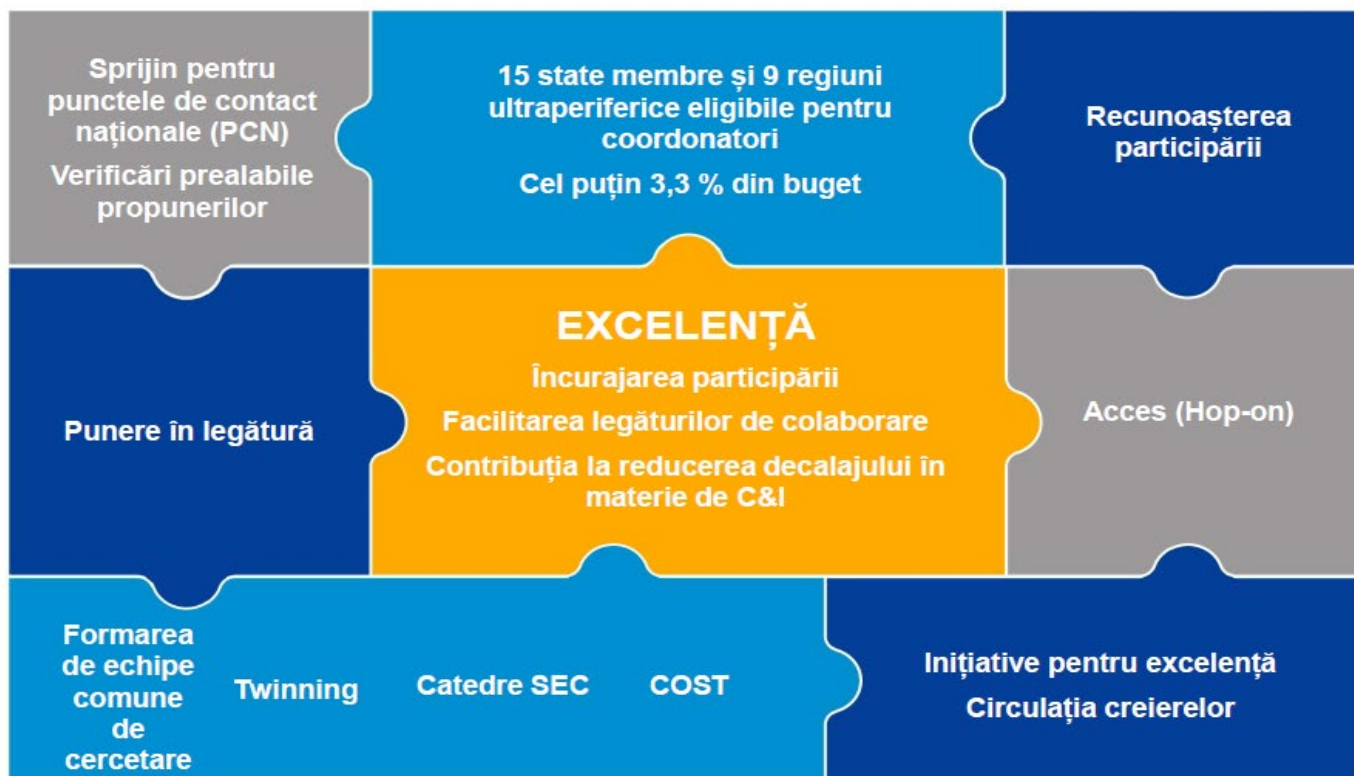 Sprijin pentru
punctele de contact
naționale (PCN)
Verificări prealabile
propunerilor
15 state membre și 9 regiuni
ultraperiferice eligibile pentru
coordonatori
Cel puțin 3,3 % din buget
Recunoașterea
participării
Punere în legătură
EXCELENȚĂ
Încurajarea participării
Facilitarea legăturilor de colaborare
Contribuția la reducerea decalajului în
materie de C&I
Acces (Hop-on)
Formarea
de echipe
comune
de
cercetare
Twinning
Catedre SEC
COST
Inițiative pentru excelență
Circulația creierelor